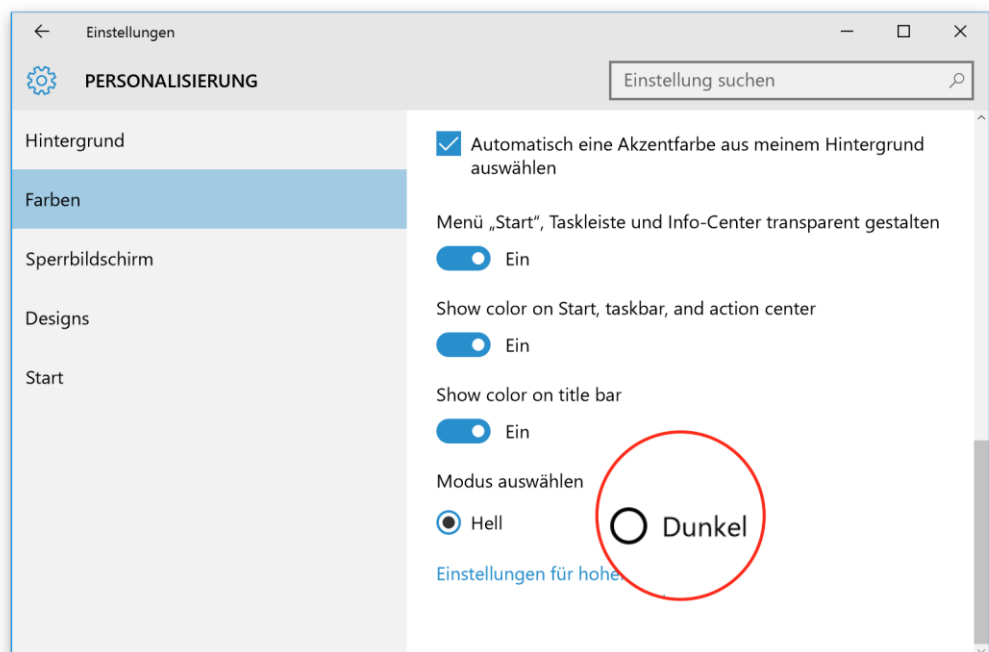 Einstellungen
PERSONALISIERUNG
Einstellung suchen
Hintergrund
Farben
Sperrbildschirm
Designs
Start
Automatisch eine Akzentfarbe aus meinem Hintergrund
auswählen
Menü „Start“, Taskleiste und Info-Center transparent gestalten
Ein
Show color on Start, taskbar, and action center
Ein
Show color on title bar
Ein
Modus auswählen
Hell
Dunkel
Einstellungen für